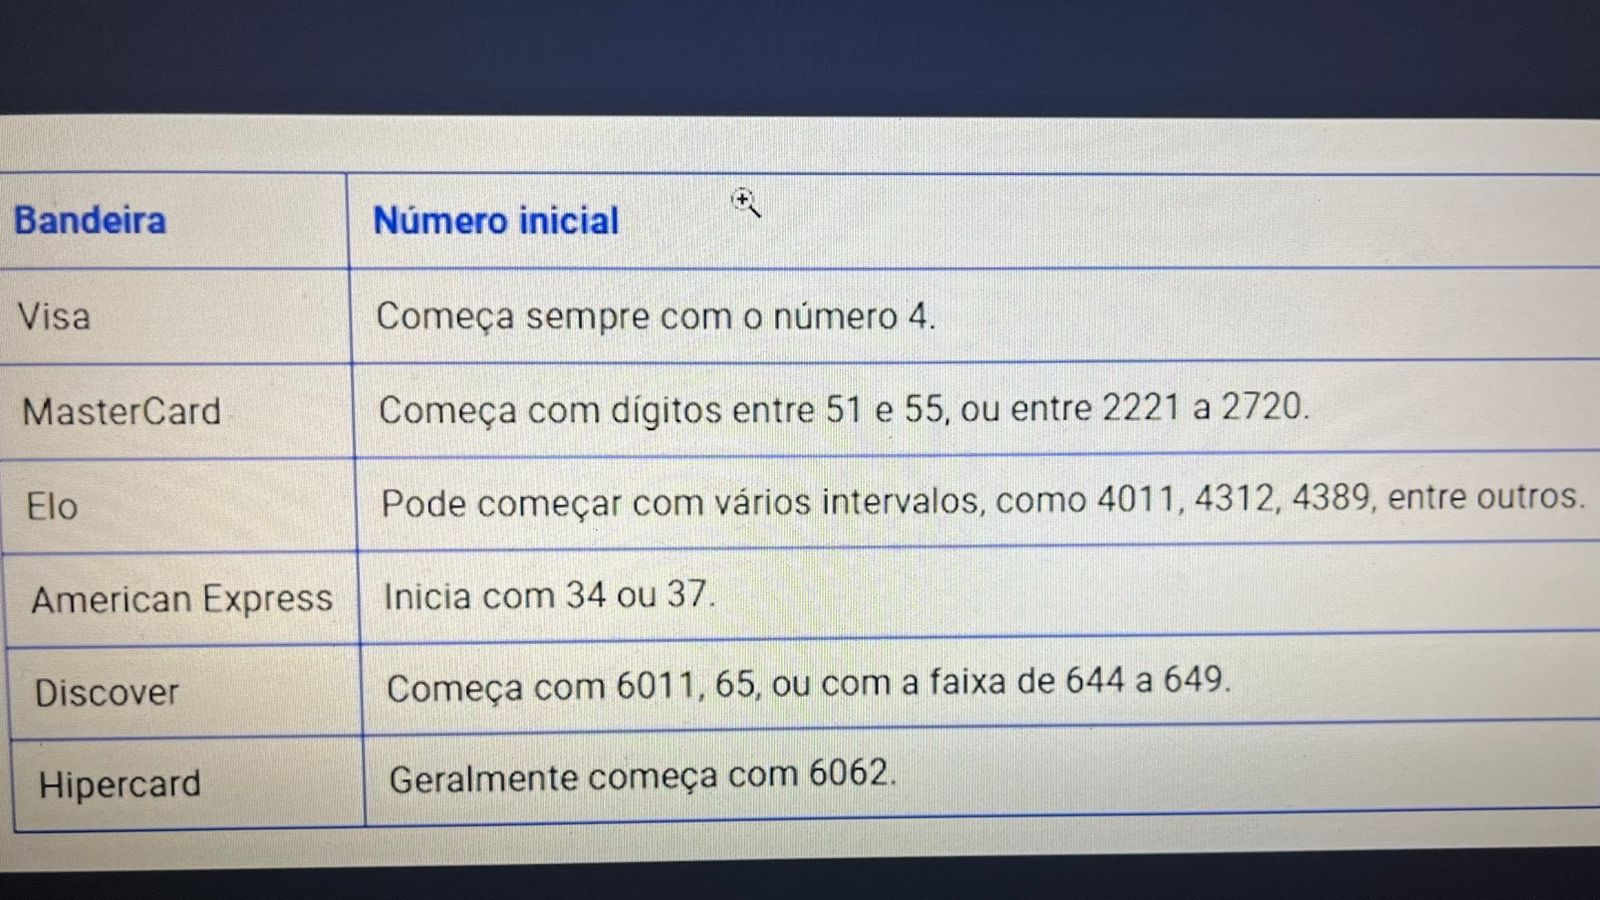 Bandeira Número inicial
Visa Começa sempre com o número 4.
MasterCard Começa com dígitos entre 51 e 55, ou entre 2221 a 2720.
Elo Pode começar com vários intervalos, como 4011, 4312, 4389, entre outros.
American Express Inicia com 34 ou 37.
Discover Começa com 6011, 65, ou com a faixa de 644 a 649.
Hipercard Geralmente começa com 6062.